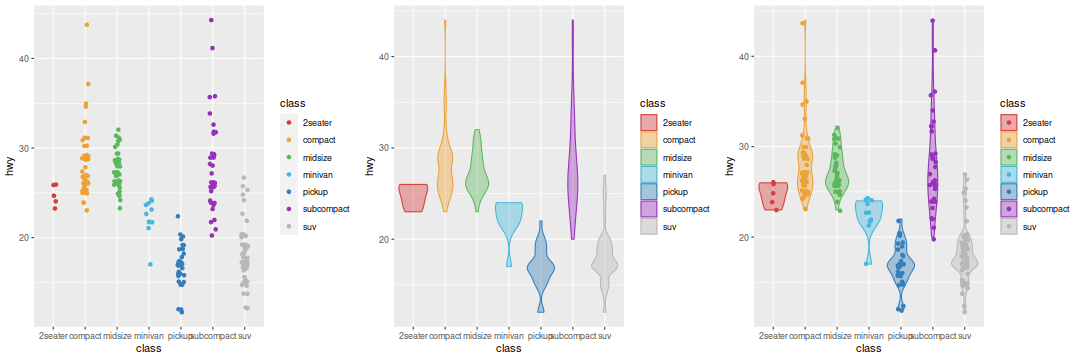 40
30
20
hwy
2seater compact midsize minivan pickup subcompact suv
class
class
2seater
compact
midsize
minivan
pickup
subcompact
suv
40
30
20
hwy
2seater compact midsize minivan pickup subcompact suv
class
class
2seater
compact
midsize
minivan
pickup
subcompact
suv
40
30
20
hwy
2seater compact midsize minivan pickup subcompact suv
class
class
2seater
compact
midsize
minivan
pickup
subcompact
suv